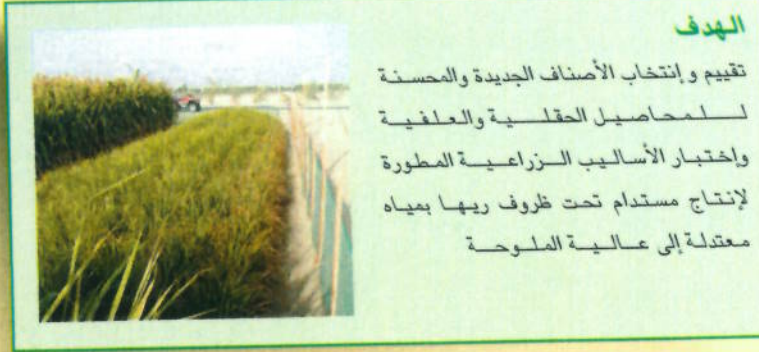 الهدف
تقييم و إنتخاب الأصناف الجديدة والمحسنة
للمحاصيل الحقلية والعلفية
وإختبار الأساليب الزراعية المطورة
لإنتاج مستدام تحت ظروف ريها بمياه
معتدلة إلى عالية الملوحة